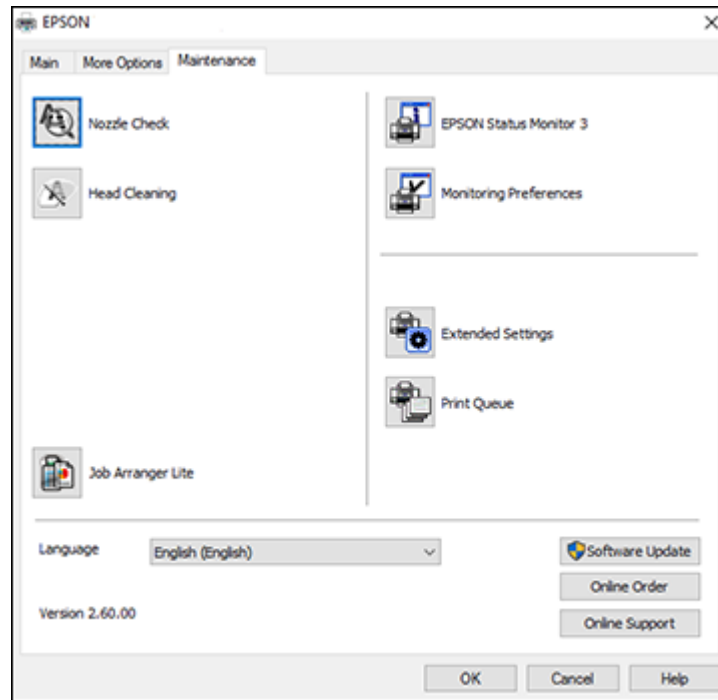 EPSON
Main
More Options
Maintenance
Nozzle Check
Head Cleaning
Job Arranger Lite
EPSON Status Monitor 3
Monitoring Preferences
Extended Settings
Print Queue
Language
English (English)
Version 2.60.00
Software Update
Online Order
Online Support
OK
Cancel
Help